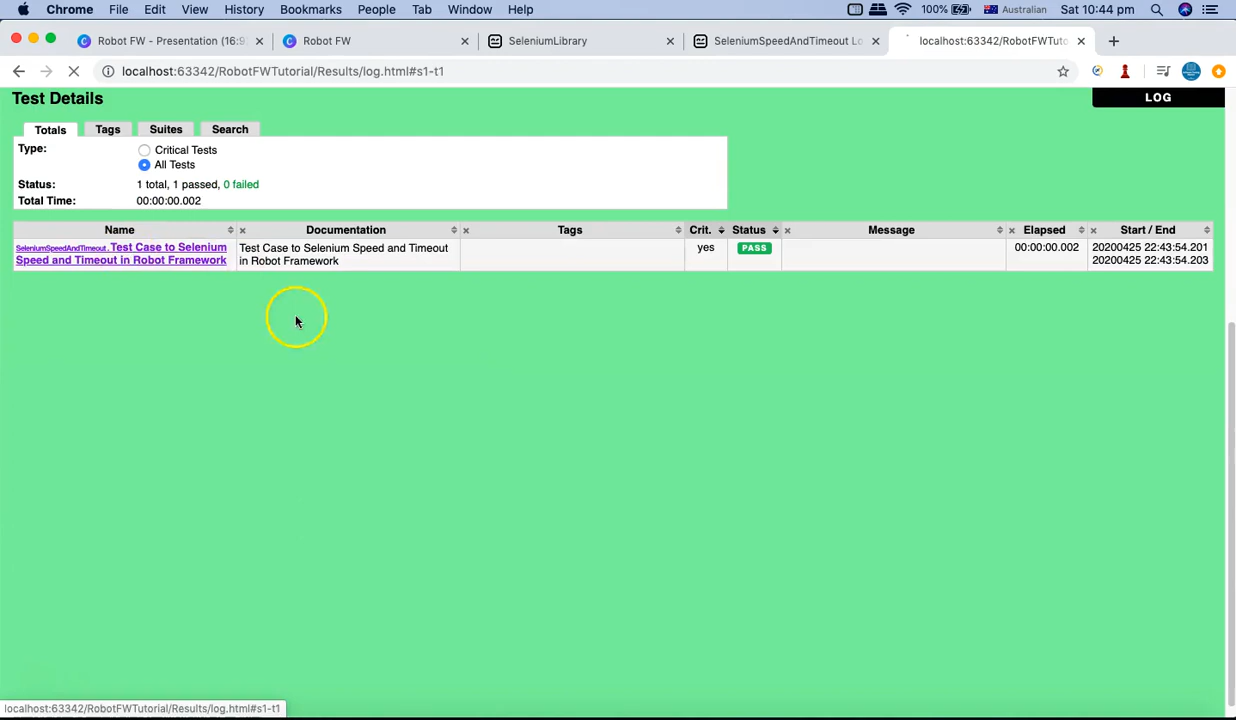 Chrome File Edit View History Bookmarks People Tab Window Help 100% Australian Sat 10:44 pm
Robot FW - Presentation (16:9 Robot FW SeleniumLibrary SeleniumSpeedAndTimeout Lo localhost:63342/RobotFWTuto
localhost:63342/RobotFWTutorial/Results/log.html#s1-t1
Test Details LOG
Totals Tags Suites Search
Type: Critical Tests
All Tests
Status: 1 total, 1 passed, 0 failed
Total Time: 00:00:00.002
Name Documentation Tags Crit. Status Message Elapsed Start / End
SeleniumSpeedAndTimeout. Test Case to Selenium Test Case to Selenium Speed and Timeout yes PASS 00:00:00.002 20200425 22:43:54.201
Speed and Timeout in Robot Framework in Robot Framework 20200425 22:43:54.203
localhost:63342/RobotFWTutorial/Results/log.html#s1-t1